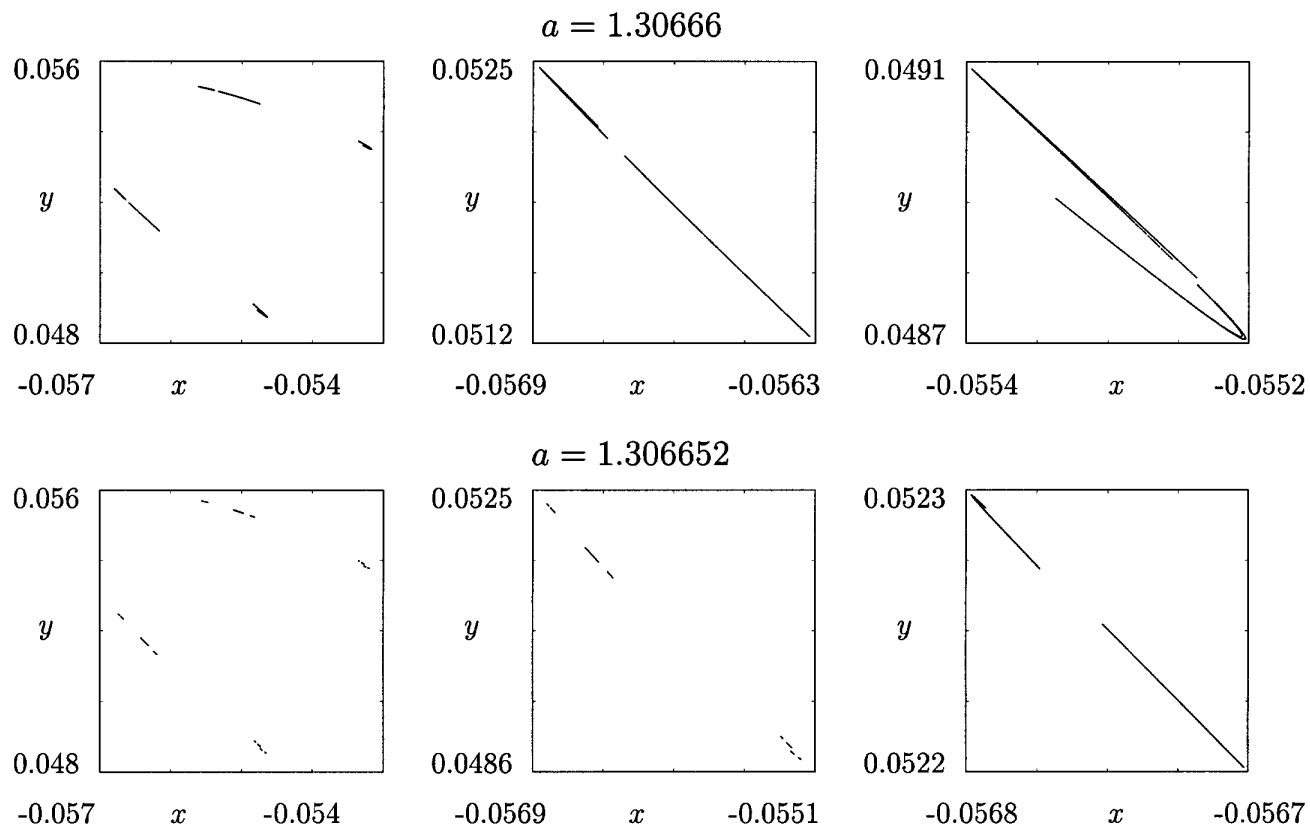 a = 1.30666
0.056 0.0525 0.0491
y y y
0.048 0.0512 0.0487
-0.057 x -0.054 -0.0569 x -0.0563 -0.0554 x -0.0552
a = 1.306652
0.056 0.0525 0.0523
y y y
0.048 0.0486 0.0522
-0.057 x -0.054 -0.0569 x -0.0551 -0.0568 x -0.0567